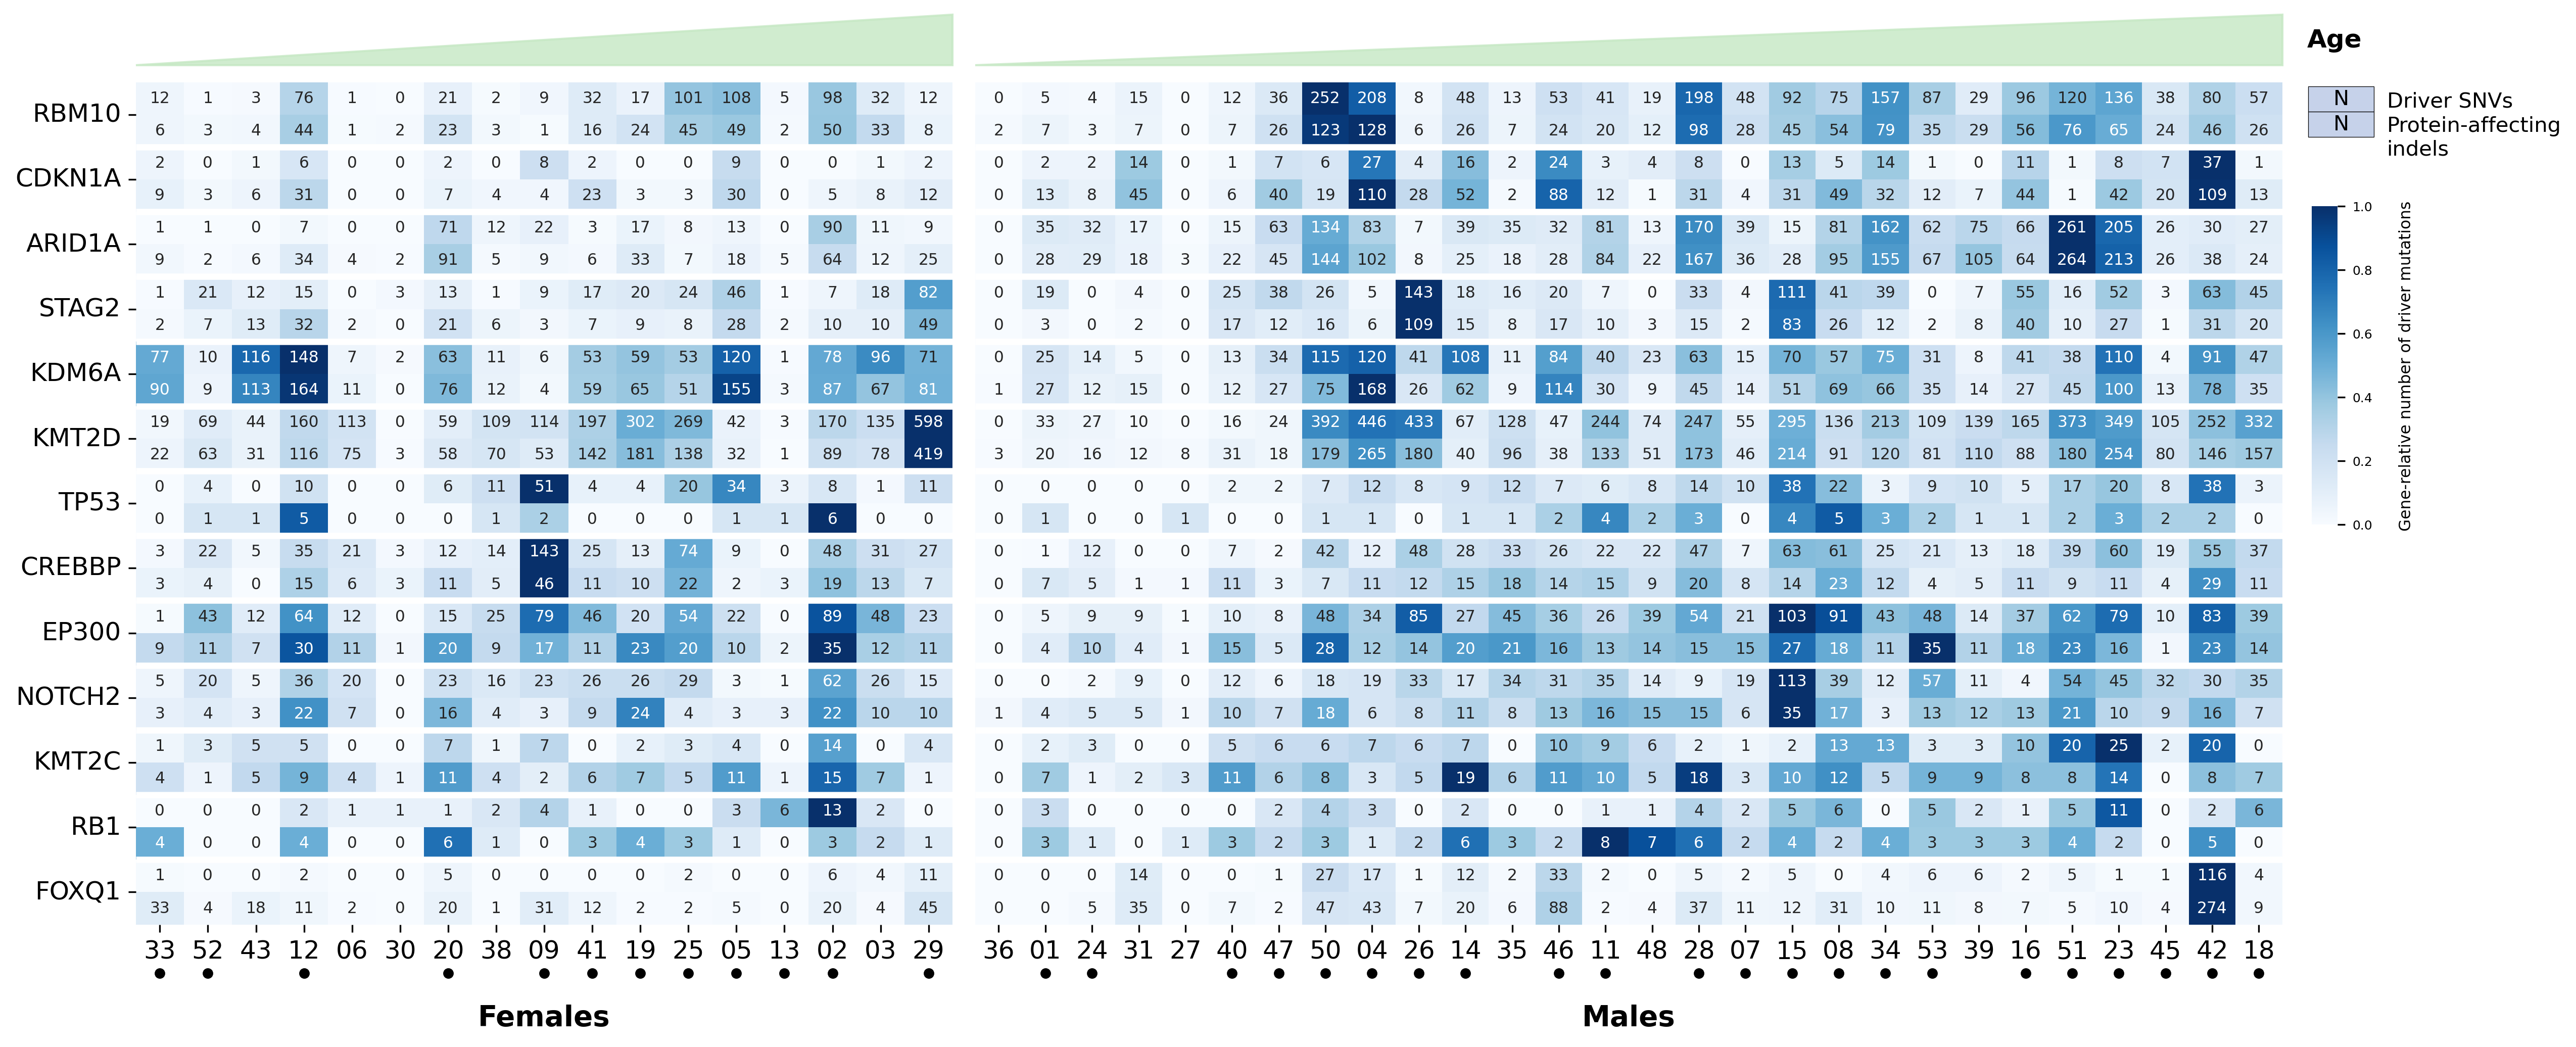 Age
N Driver SNVs
N Protein-affecting
indels
RBM10
12 1 3 76 1 0 21 2 9 32 17 101 108 5 98 32 12 0 5 4 15 0 12 36 252 208 8 48 13 53 41 19 198 48 92 75 157 87 29 96 120 136 38 80 57
6 3 4 44 1 2 23 3 1 16 24 45 49 2 50 33 8 2 7 3 7 0 7 26 123 128 6 26 7 24 20 12 98 28 45 54 79 35 29 56 76 65 24 46 26
CDKN1A
2 0 1 6 0 0 2 0 8 2 0 0 9 0 0 1 2 0 2 2 14 0 1 7 6 27 4 16 2 24 3 4 8 0 13 5 14 1 0 11 1 8 7 37 1
9 3 6 31 0 0 7 4 4 23 3 3 30 0 5 8 12 0 13 8 45 0 6 40 19 110 28 52 2 88 12 1 31 4 31 49 32 12 7 44 1 42 20 109 13
ARID1A
1 1 0 7 0 0 71 12 22 3 17 8 13 0 90 11 9 0 35 32 17 0 15 63 134 83 7 39 35 32 81 13 170 39 15 81 162 62 75 66 261 205 26 30 27
9 2 6 34 4 2 91 5 9 6 33 7 18 5 64 12 25 0 28 29 18 3 22 45 144 102 8 25 18 28 84 22 167 36 28 95 155 67 105 64 264 213 26 38 24
STAG2
1 21 12 15 0 3 13 1 9 17 20 24 46 1 7 18 82 0 19 0 4 0 25 38 26 5 143 18 16 20 7 0 33 4 111 41 39 0 7 55 16 52 3 63 45
2 7 13 32 2 0 21 6 3 7 9 8 28 2 10 10 49 0 3 0 2 0 17 12 16 6 109 15 8 17 10 3 15 2 83 26 12 2 8 40 10 27 1 31 20
KDM6A
77 10 116 148 7 2 63 11 6 53 59 53 120 1 78 96 71 0 25 14 5 0 13 34 115 120 41 108 11 84 40 23 63 15 70 57 75 31 8 41 38 110 4 91 47
90 9 113 164 11 0 76 12 4 59 65 51 155 3 87 67 81 1 27 12 15 0 12 27 75 168 26 62 9 114 30 9 45 14 51 69 66 35 14 27 45 100 13 78 35
KMT2D
19 69 44 160 113 0 59 109 114 197 302 269 42 3 170 135 598 0 33 27 10 0 16 24 392 446 433 67 128 47 244 74 247 55 295 136 213 109 139 165 373 349 105 252 332
22 63 31 116 75 3 58 70 53 142 181 138 32 1 89 78 419 3 20 16 12 8 31 18 179 265 180 40 96 38 133 51 173 46 214 91 120 81 110 88 180 254 80 146 157
TP53
0 4 0 10 0 0 6 11 51 4 4 20 34 3 8 1 11 0 0 0 0 0 2 2 7 12 8 9 12 7 6 8 14 10 38 22 3 9 10 5 17 20 8 38 3
0 1 1 5 0 0 0 1 2 0 0 0 1 1 6 0 0 0 1 0 0 1 0 0 1 1 0 1 1 2 4 2 3 0 4 5 3 2 1 1 2 3 2 2 0
CREBBP
3 22 5 35 21 3 12 14 143 25 13 74 9 0 48 31 27 0 1 12 0 0 7 2 42 12 48 28 33 26 22 22 47 7 63 61 25 21 13 18 39 60 19 55 37
3 4 0 15 6 3 11 5 46 11 10 22 2 3 19 13 7 0 7 5 1 1 11 3 7 11 12 15 18 14 15 9 20 8 14 23 12 4 5 11 9 11 4 29 11
EP300
1 43 12 64 12 0 15 25 79 46 20 54 22 0 89 48 23 0 5 9 9 1 10 8 48 34 85 27 45 36 26 39 54 21 103 91 43 48 14 37 62 79 10 83 39
9 11 7 30 11 1 20 9 17 11 23 20 10 2 35 12 11 0 4 10 4 1 15 5 28 12 14 20 21 16 13 14 15 15 27 18 11 35 11 18 23 16 1 23 14
NOTCH2
5 20 5 36 20 0 23 16 23 26 26 29 3 1 62 26 15 0 0 2 9 0 12 6 18 19 33 17 34 31 35 14 9 19 113 39 12 57 11 4 54 45 32 30 35
3 4 3 22 7 0 16 4 3 9 24 4 3 3 22 10 10 1 4 5 5 1 10 7 18 6 8 11 8 13 16 15 15 6 35 17 3 13 12 13 21 10 9 16 7
KMT2C
1 3 5 5 0 0 7 1 7 0 2 3 4 0 14 0 4 0 2 3 0 0 5 6 6 7 6 7 0 10 9 6 2 1 2 13 13 3 3 10 20 25 2 20 0
4 1 5 9 4 1 11 4 2 6 7 5 11 1 15 7 1 0 7 1 2 3 11 6 8 3 5 19 6 11 10 5 18 3 10 12 5 9 9 8 8 14 0 8 7
RB1
0 0 0 2 1 1 1 2 4 1 0 0 3 6 13 2 0 0 3 0 0 0 0 2 4 3 0 2 0 0 1 1 4 2 5 6 0 5 2 1 5 11 0 2 6
4 0 0 4 0 0 6 1 0 3 4 3 1 0 3 2 1 0 3 1 0 1 3 2 3 1 2 6 3 2 8 7 6 2 4 2 4 3 3 3 4 2 0 5 0
FOXQ1
1 0 0 2 0 0 5 0 0 0 0 2 0 0 6 4 11 0 0 0 14 0 0 1 27 17 1 12 2 33 2 0 5 2 5 0 4 6 6 2 5 1 1 116 4
33 4 18 11 2 0 20 1 31 12 2 2 5 0 20 4 45 0 0 5 35 0 7 2 47 43 7 20 6 88 2 4 37 11 12 31 10 11 8 7 5 10 4 274 9
33 52 43 12 06 30 20 38 09 41 19 25 05 13 02 03 29 36 01 24 31 27 40 47 50 04 26 14 35 46 11 48 28 07 15 08 34 53 39 16 51 23 45 42 18
Females
Males
1.0
0.8
0.6
0.4
0.2
0.0
Gene-relative number of driver mutations